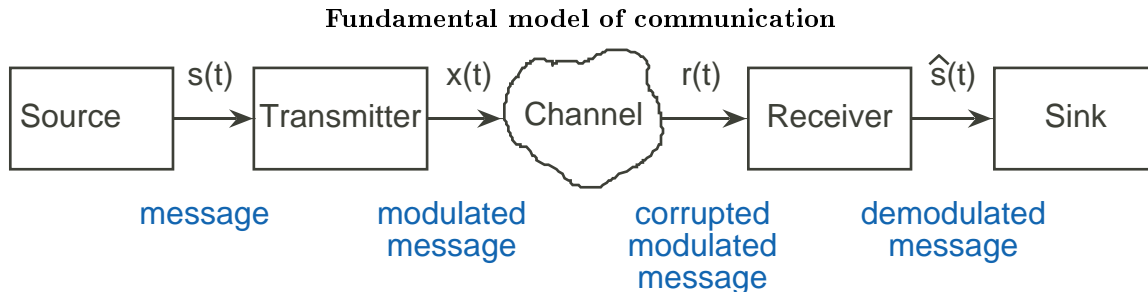 Fundamental model of communication
s(t) x(t) r(t) ŝ(t)
Source Transmitter Channel Receiver Sink
message modulated corrupted demodulated
message modulated message
message